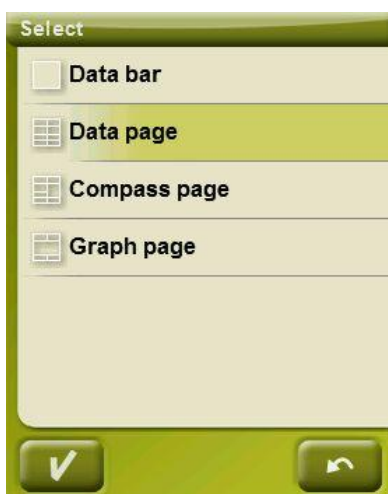 Select
Data bar
Data page
Compass page
Graph page